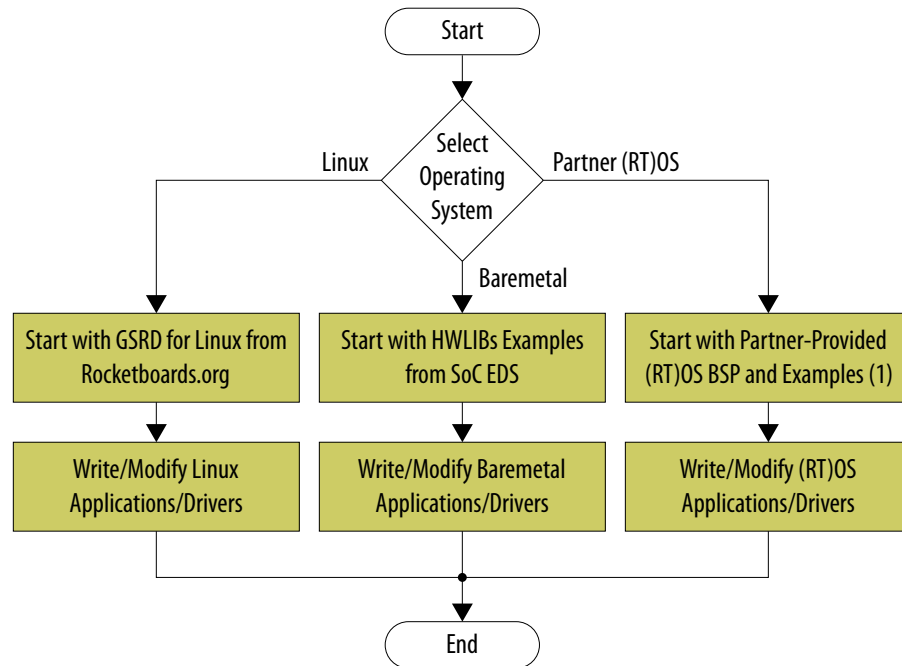 Start
Select
Operating
System
Linux
Partner (RT)OS
Baremetal
Start with GSRD for Linux from
Rocketboards.org
Start with HWLIBs Examples
from SoC EDS
Start with Partner-Provided
(RT)OS BSP and Examples (1)
Write/Modify Linux
Applications/Drivers
Write/Modify Baremetal
Applications/Drivers
Write/Modify (RT)OS
Applications/Drivers
End